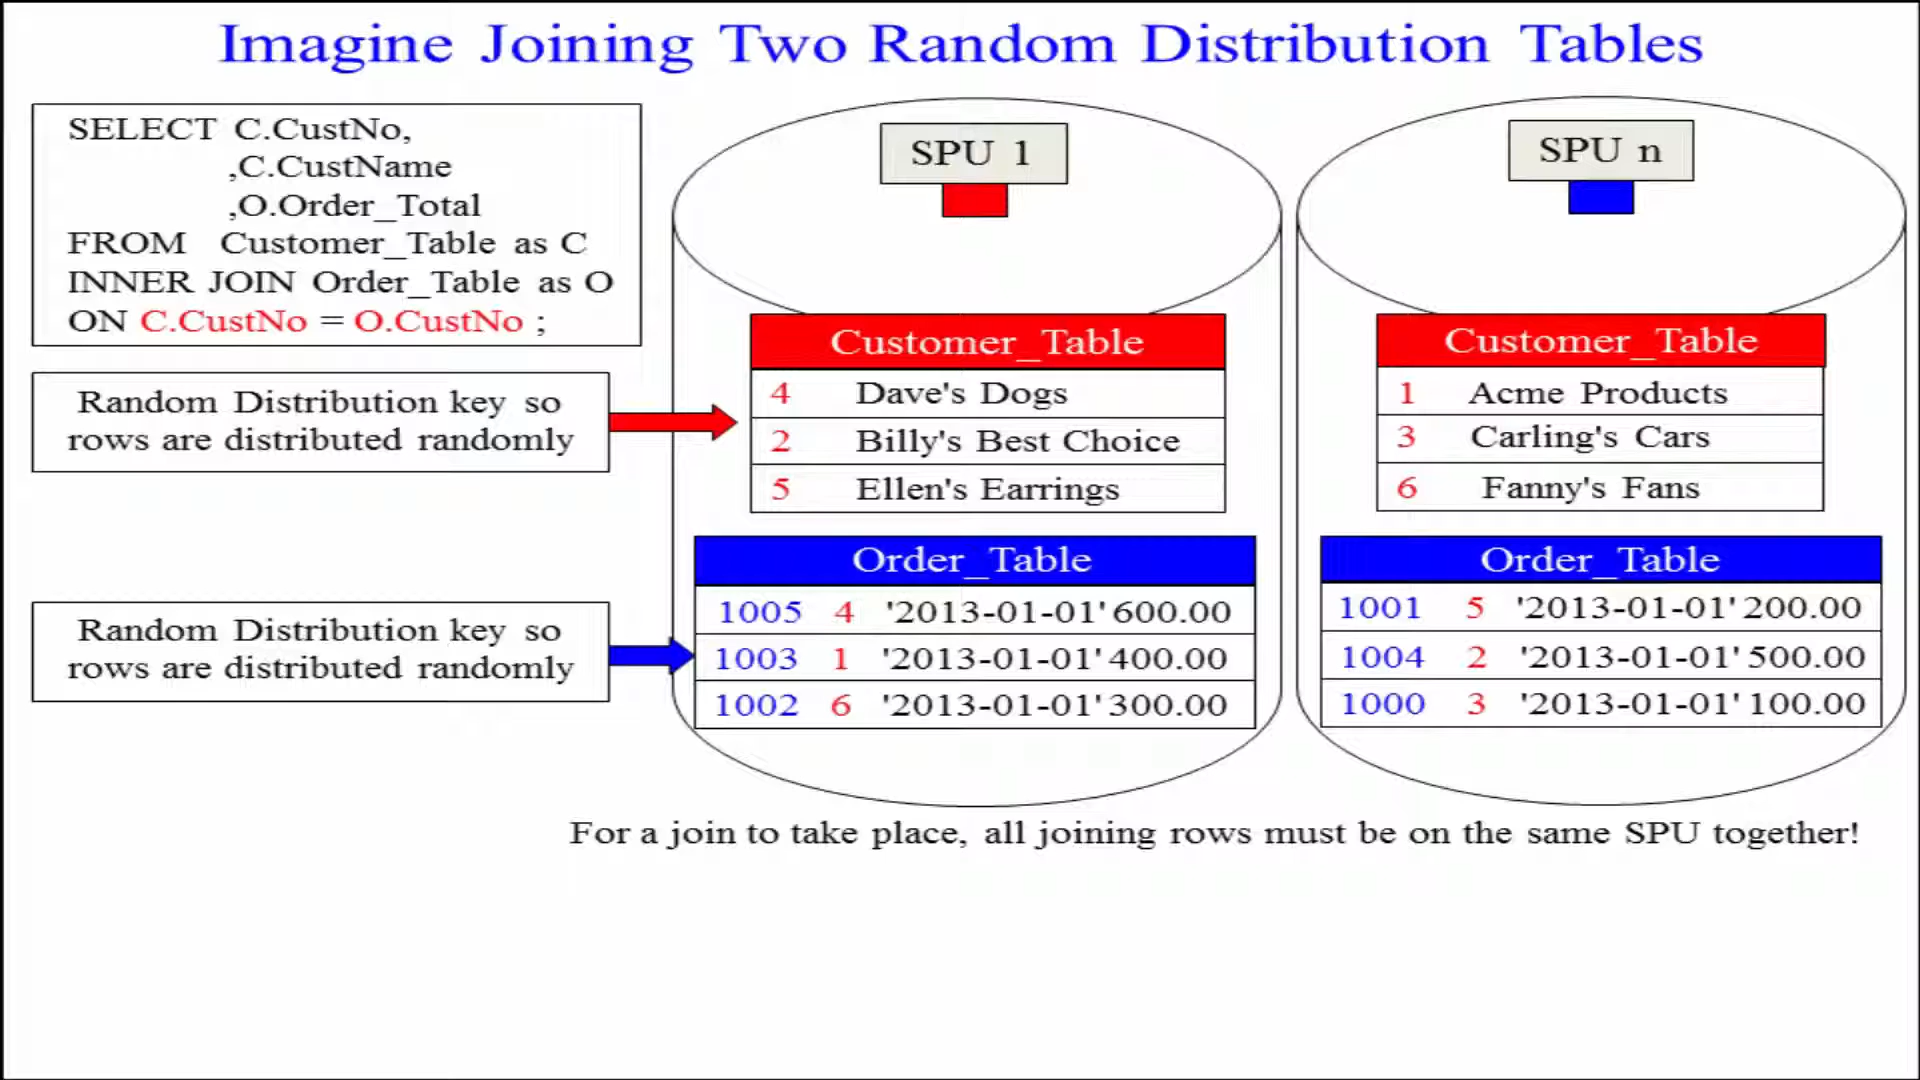 Imagine Joining Two Random Distribution Tables
SELECT C.CustNo,
,C.CustName
,O.Order_Total
FROM Customer_Table as C
INNER JOIN Order_Table as O
ON C.CustNo = O.CustNo ;
Random Distribution key so
rows are distributed randomly
Random Distribution key so
rows are distributed randomly
SPU 1
Customer_Table
4 Dave's Dogs
2 Billy's Best Choice
5 Ellen's Earrings
Order_Table
1005 4 '2013-01-01' 600.00
1003 1 '2013-01-01' 400.00
1002 6 '2013-01-01' 300.00
SPU n
Customer_Table
1 Acme Products
3 Carling's Cars
6 Fanny's Fans
Order_Table
1001 5 '2013-01-01' 200.00
1004 2 '2013-01-01' 500.00
1000 3 '2013-01-01' 100.00
For a join to take place, all joining rows must be on the same SPU together!